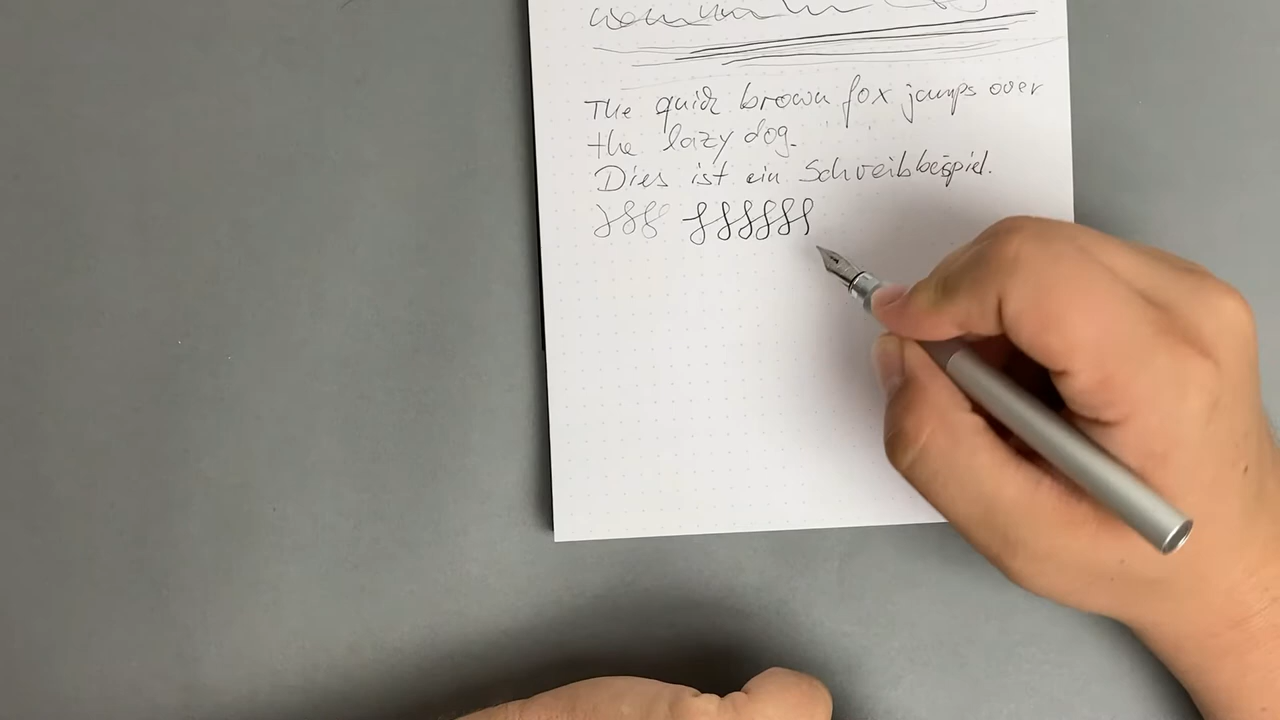 The quick brown fox jumps over
the lazy dog.
Dies ist ein Schreibbeispiel.